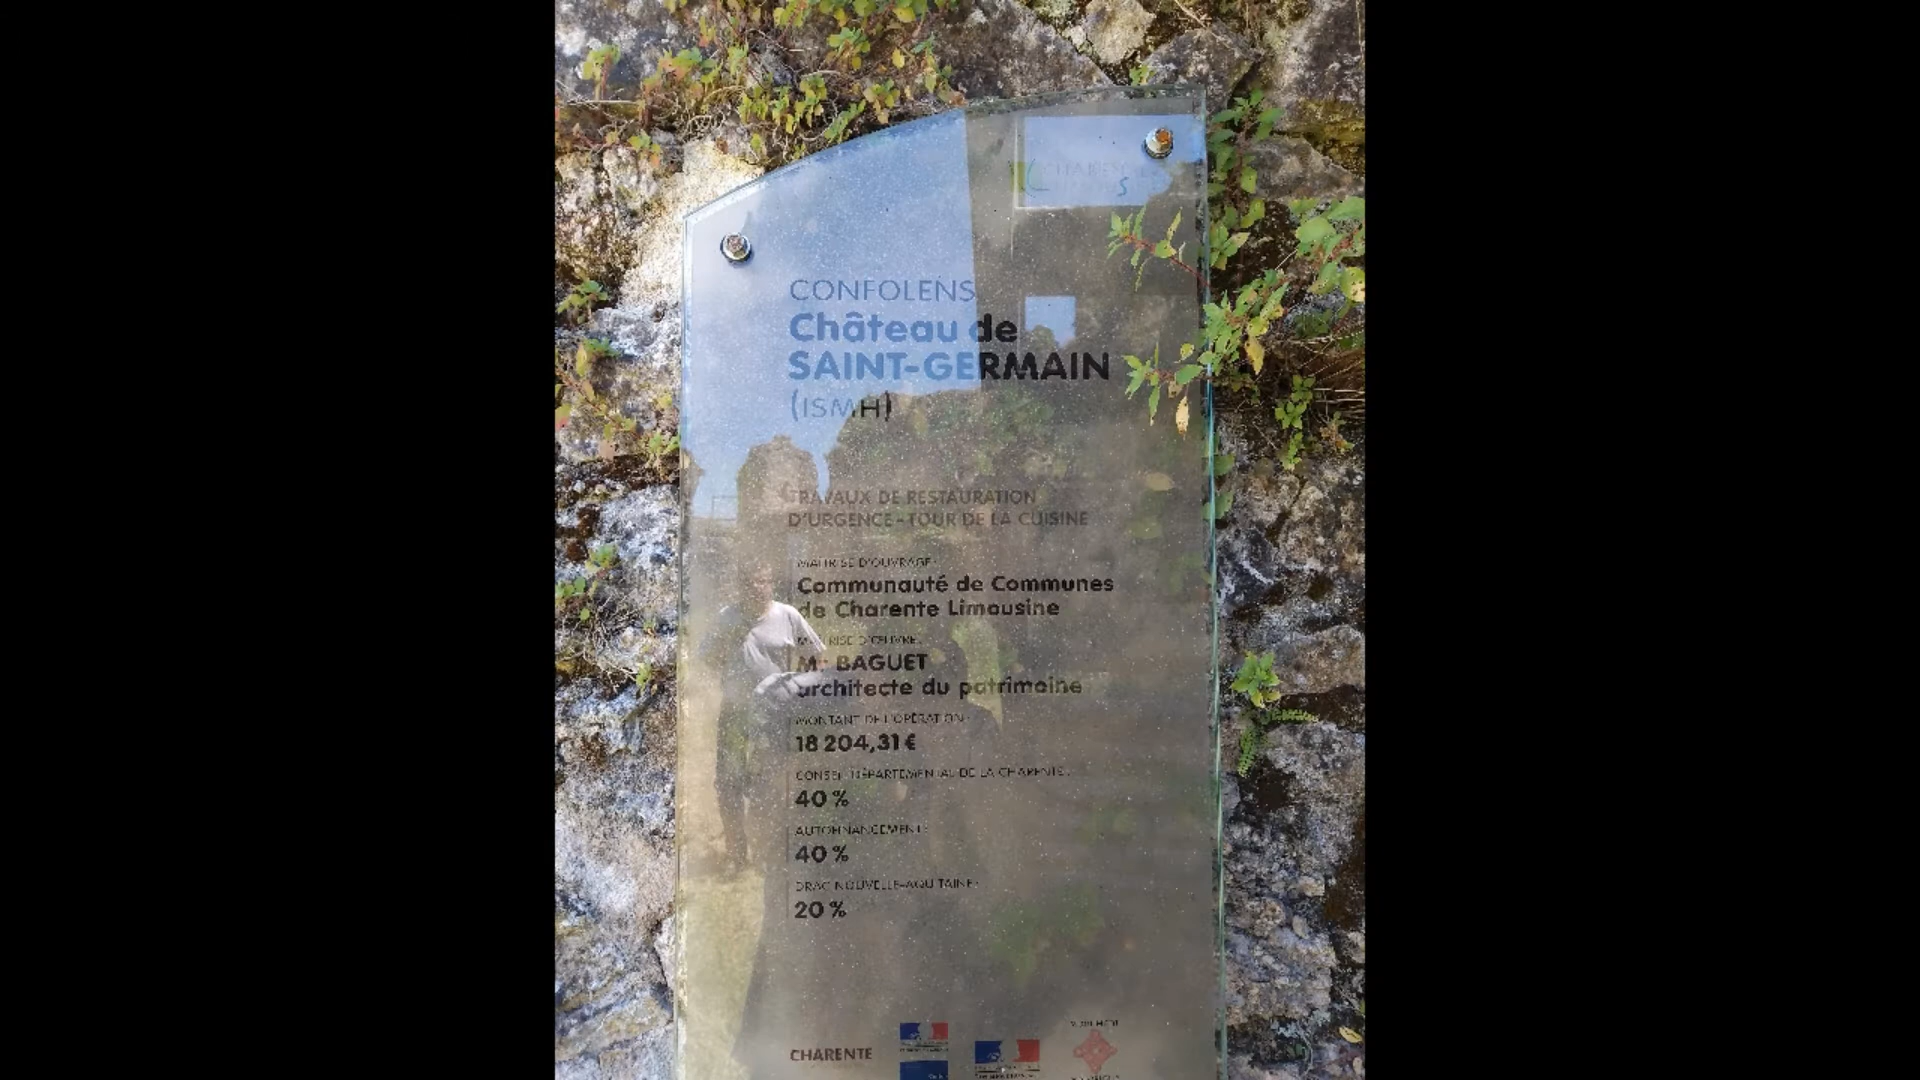 CONFOLENS
Château de
SAINT-GERMAIN
(ISMH)
TRAVAUX DE RESTAURATION
D'URGENCE - TOUR DE LA CUISINE
MAITRISE D'OUVRAGE:
Communauté de Communes
de Charente Limousine
MAITRISE D'ŒUVRE:
Mr BAGUET
architecte du patrimoine
MONTANT DE L'OPÉRATION:
18 204,31 €
CONSEIL DÉPARTEMENTAL DE LA CHARENTE:
40 %
AUTOFINANCEMENT:
40 %
DRAC NOUVELLE-AQUITAINE:
20 %
CHARENTE